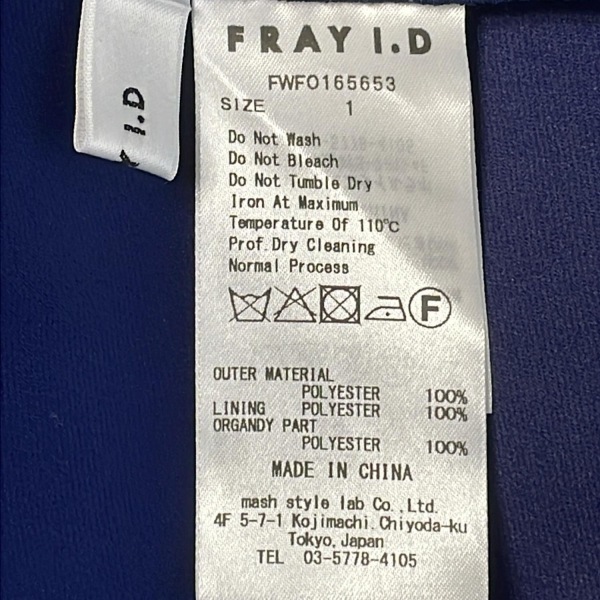 I.D
FRAY I.D
FWFO165653
SIZE 1
Do Not Wash
Do Not Bleach
Do Not Tumble Dry
Iron At Maximum
Temperature Of 110℃
Prof.Dry Cleaning
Normal Process
F
OUTER MATERIAL
POLYESTER 100%
LINING POLYESTER 100%
ORGANDY PART
POLYESTER 100%
MADE IN CHINA
mash style lab Co.,Ltd.
4F 5-7-1 Kojimachi.Chiyoda-ku
Tokyo,Japan
TEL 03-5778-4105